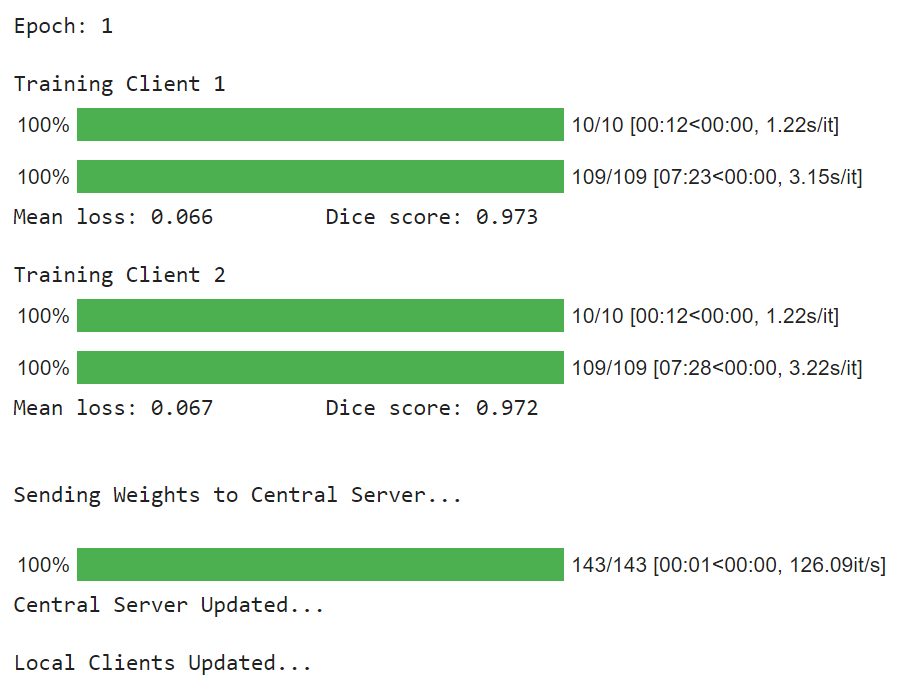 Epoch: 1
Training Client 1
100% 10/10 [00:12<00:00, 1.22s/it]
100% 109/109 [07:23<00:00, 3.15s/it]
Mean loss: 0.066 Dice score: 0.973
Training Client 2
100% 10/10 [00:12<00:00, 1.22s/it]
100% 109/109 [07:28<00:00, 3.22s/it]
Mean loss: 0.067 Dice score: 0.972
Sending Weights to Central Server...
100% 143/143 [00:01<00:00, 126.09it/s]
Central Server Updated...
Local Clients Updated...